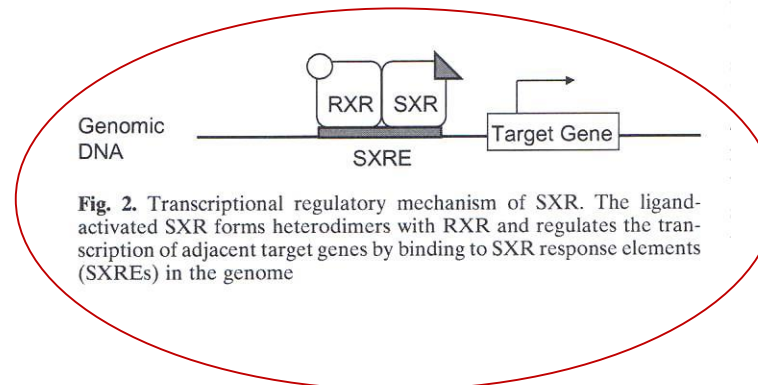 RXR SXR
Genomic
DNA
Target Gene
SXRE
Fig. 2. Transcriptional regulatory mechanism of SXR. The ligand-
activated SXR forms heterodimers with RXR and regulates the tran-
scription of adjacent target genes by binding to SXR response elements
(SXREs) in the genome